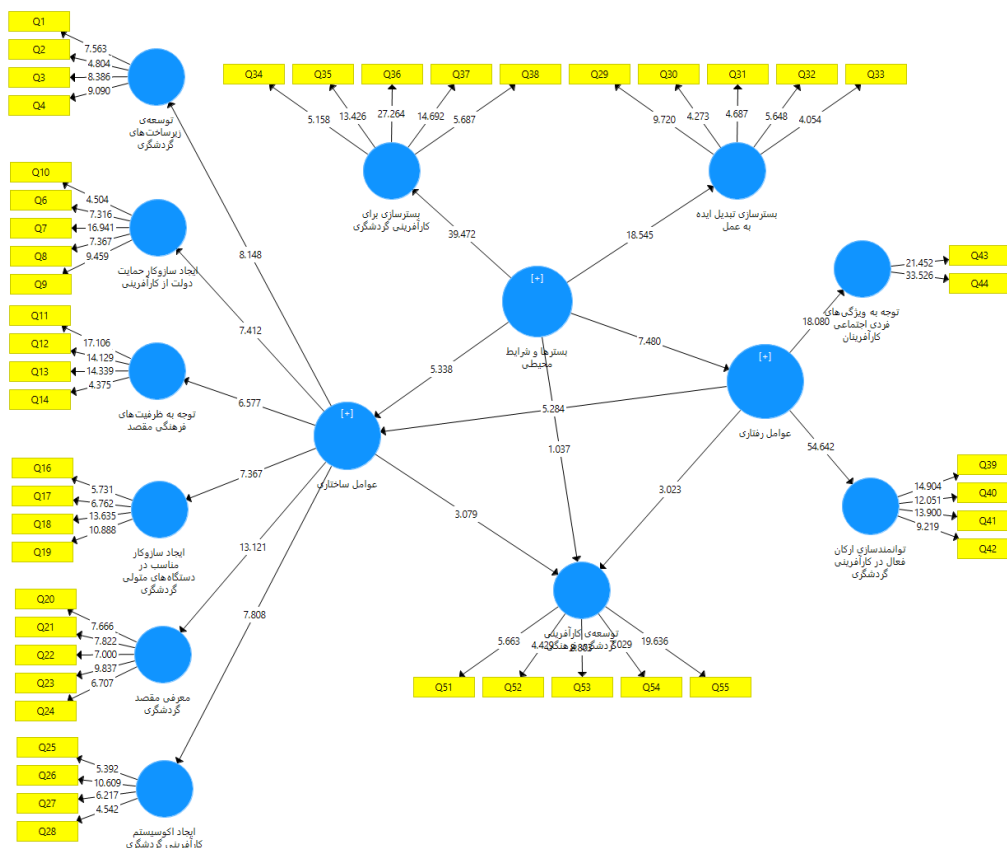 Q1
Q2
Q3
Q4
7.563
4.804
8.386
9.090
توسعه‌ی
زیرساخت‌های
گردشگری
Q34
Q35
Q36
Q37
Q38
5.158
13.426
27.264
14.692
5.687
بسترسازی برای
کارآفرینی گردشگری
Q29
Q30
Q31
Q32
Q33
9.720
4.273
4.687
5.648
4.054
بسترسازی تبدیل ایده
به عمل
Q10
Q6
Q7
Q8
Q9
4.504
7.316
16.941
7.367
9.459
ایجاد سازوکار حمایت
دولت از کارآفرینی
8.148
39.472
18.545
[+]
بسترها و شرایط
محیطی
Q43
Q44
21.452
33.526
توجه به ویژگی‌های
فردی اجتماعی
کارآفرینان
18.080
7.412
7.480
5.338
Q11
Q12
Q13
Q14
17.106
14.129
14.339
4.375
توجه به ظرفیت‌های
فرهنگی مقصد
6.577
[+]
عوامل رفتاری
5.284
1.037
[+]
عوامل ساختاری
54.642
3.023
3.079
Q16
Q17
Q18
Q19
5.731
6.762
13.635
10.888
ایجاد سازوکار
مناسب در
دستگاه‌های متولی
گردشگری
7.367
Q39
Q40
Q41
Q42
14.904
12.051
13.900
9.219
توانمندسازی ارکان
فعال در کارآفرینی
گردشگری
13.121
7.808
Q20
Q21
Q22
Q23
Q24
7.666
7.822
7.000
9.837
6.707
معرفی مقصد
گردشگری
توسعه‌ی کارآفرینی
گردشگری فرهنگی
5.663
19.636
Q51
Q52
Q53
Q54
Q55
Q25
Q26
Q27
Q28
5.392
10.609
6.217
4.542
ایجاد اکوسیستم
کارآفرینی گردشگری